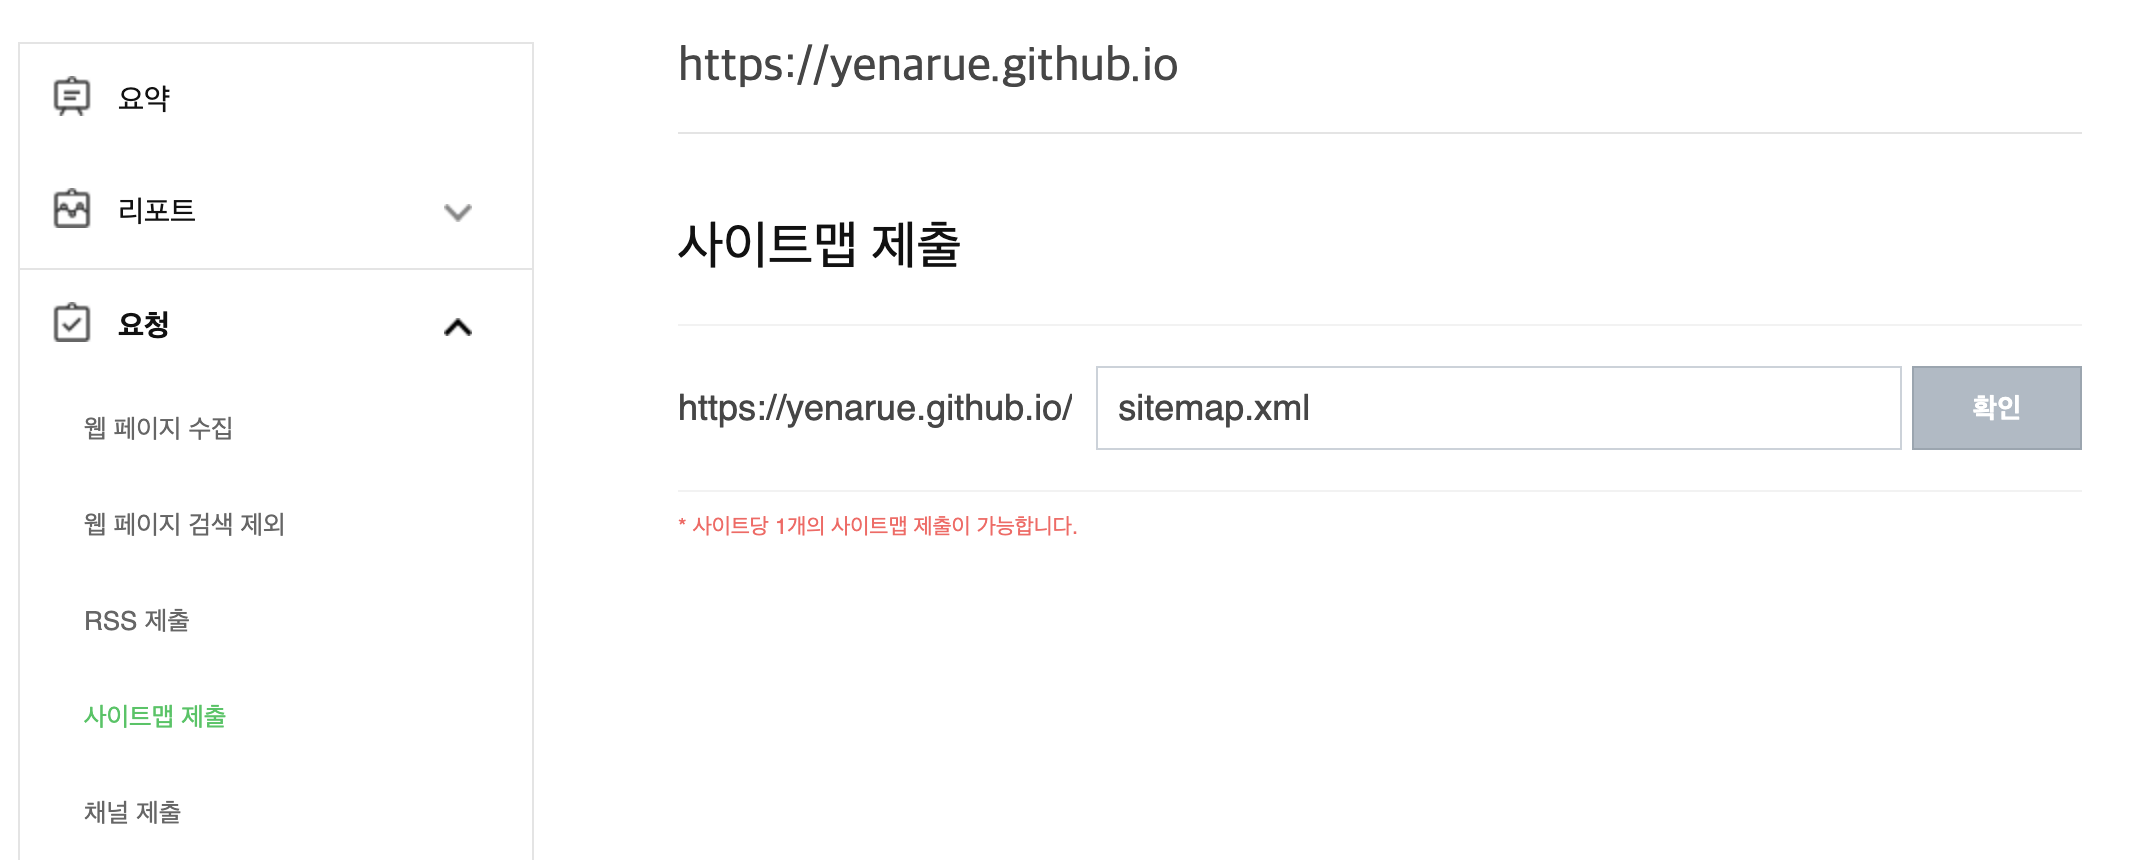 요약
리포트
요청
웹 페이지 수집
웹 페이지 검색 제외
RSS 제출
사이트맵 제출
채널 제출
https://yenarue.github.io
사이트맵 제출
https://yenarue.github.io/ sitemap.xml 확인
* 사이트당 1개의 사이트맵 제출이 가능합니다.